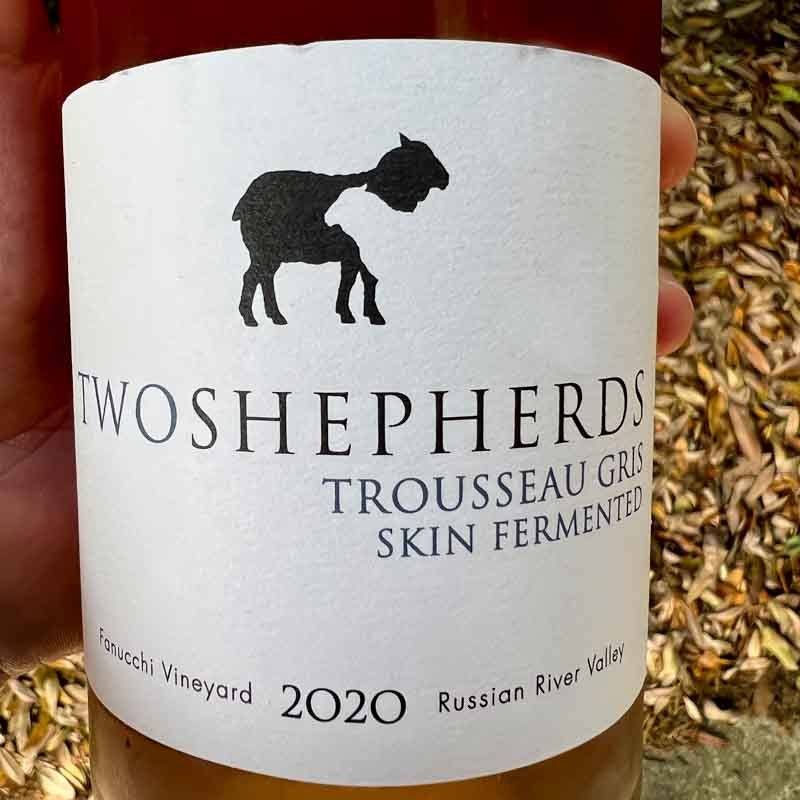 TWOSHEPHERDS
TROUSSEAU GRIS
SKIN FERMENTED
Fanucchi Vineyard 2020 Russian River Valley